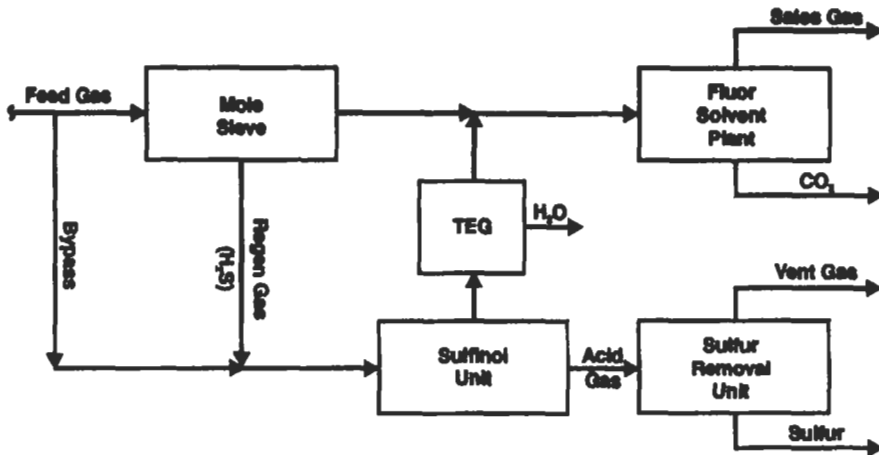 Sales Gas
Feed Gas
Mole
Sieve
Fluor
Solvent
Plant
CO₂
Bypass
Regen Gas
(H₂S)
TEG
H₂O
Vent Gas
Sulfinol
Unit
Acid
Gas
Sulfur
Removal
Unit
Sulfur